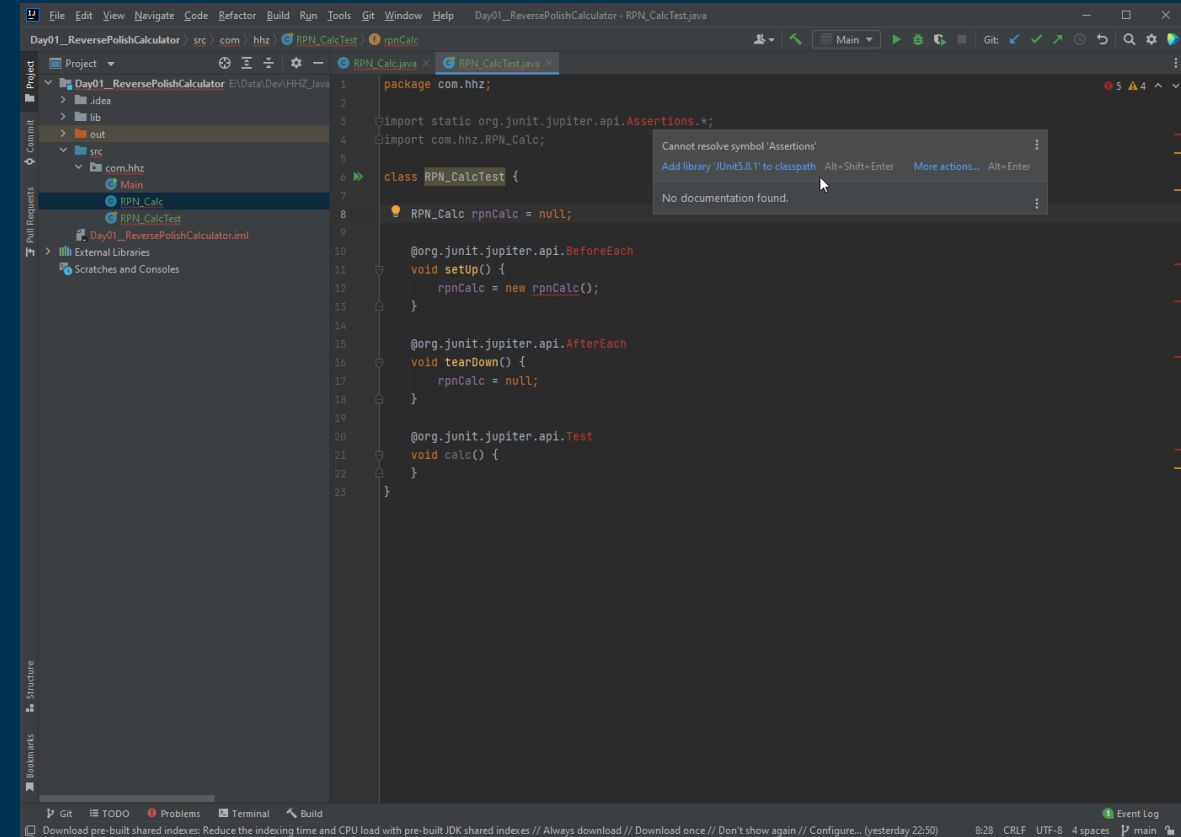 File Edit View Navigate Code Refactor Build Run Tools Git Window Help Day01__ReversePolishCalculator - RPN_CalcTest.java
Day01__ReversePolishCalculator src com hhz RPN_CalcTest rpnCalc Main Git:
Project RPN_Calc.java RPN_CalcTest.java
Day01__ReversePolishCalculator E:\Data\Dev\HHZ_Java
.idea
lib
out
src
com.hhz
Main
RPN_Calc
RPN_CalcTest
Day01__ReversePolishCalculator.iml
External Libraries
Scratches and Consoles
Project
Commit
Pull Requests
Structure
Bookmarks
5 4
1 package com.hhz;
2
3 import static org.junit.jupiter.api.Assertions.*;
4 import com.hhz.RPN_Calc;
5
6 class RPN_CalcTest {
7
8 RPN_Calc rpnCalc = null;
9
10 @org.junit.jupiter.api.BeforeEach
11 void setUp() {
12 rpnCalc = new rpnCalc();
13 }
14
15 @org.junit.jupiter.api.AfterEach
16 void tearDown() {
17 rpnCalc = null;
18 }
19
20 @org.junit.jupiter.api.Test
21 void calc() {
22 }
23 }
Cannot resolve symbol 'Assertions'
Add library 'JUnit5.8.1' to classpath Alt+Shift+Enter More actions... Alt+Enter
No documentation found.
Git TODO Problems Terminal Build 1 Event Log
Download pre-built shared indexes: Reduce the indexing time and CPU load with pre-built JDK shared indexes // Always download // Download once // Don't show again // Configure... (yesterday 22:50) 8:28 CRLF UTF-8 4 spaces main